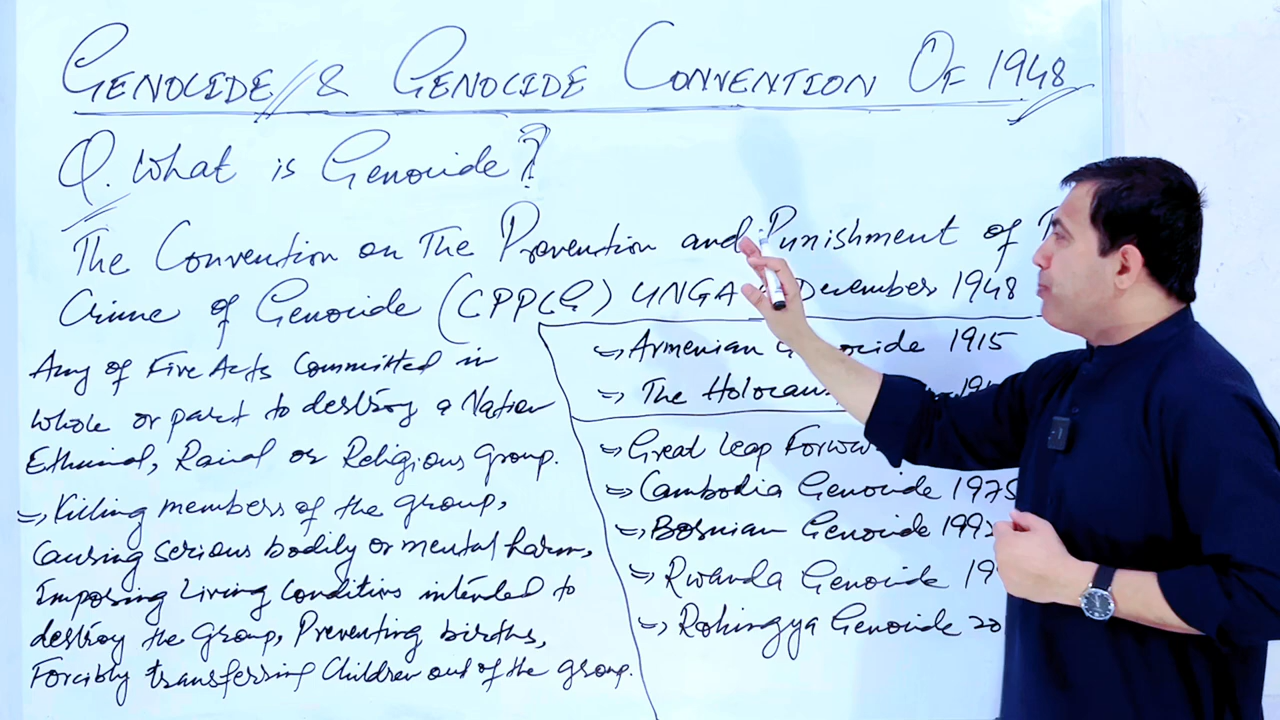 GENOCIDE & GENOCIDE CONVENTION OF 1948
Q. What is Genocide?
The Convention on The Prevention and Punishment of
Crime of Genocide (CPPCG) UNGA December 1948
Any of Five Acts Committed in
whole or part to destroy a Nation
Ethnical, Racial or Religious Group.
Killing members of the group,
Causing serious bodily or mental harm,
Imposing Living Conditions intended to
destroy the Group, Preventing births,
Forcibly transferring Children out of the group.
Armenian Genocide 1915
The
Great Leap
Cambodia Genocide 1975
Bosnian Genocide
Rwanda Genocide
Rohingya Genocide